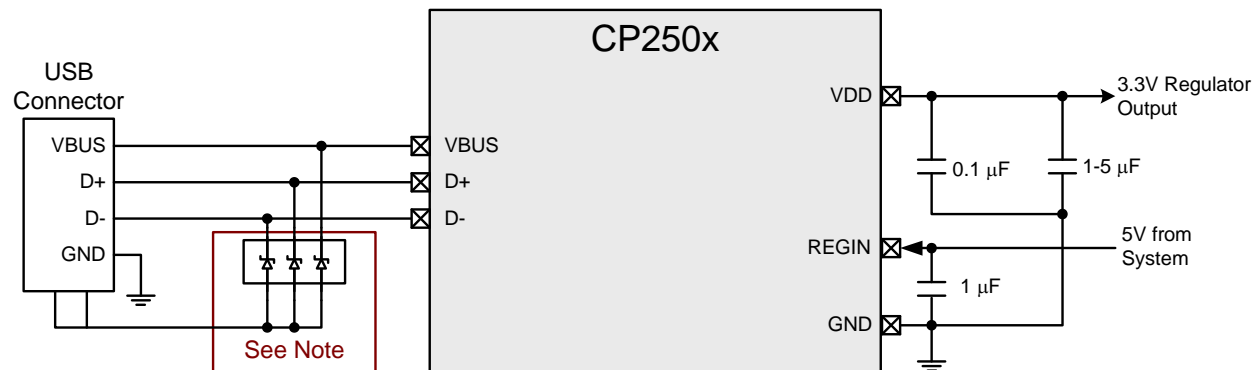 CP250x
USB
Connector
VBUS
D+
D-
GND
VBUS
D+
D-
See Note
VDD
REGIN
GND
3.3V Regulator
Output
0.1 μF
1-5 μF
5V from
System
1 μF